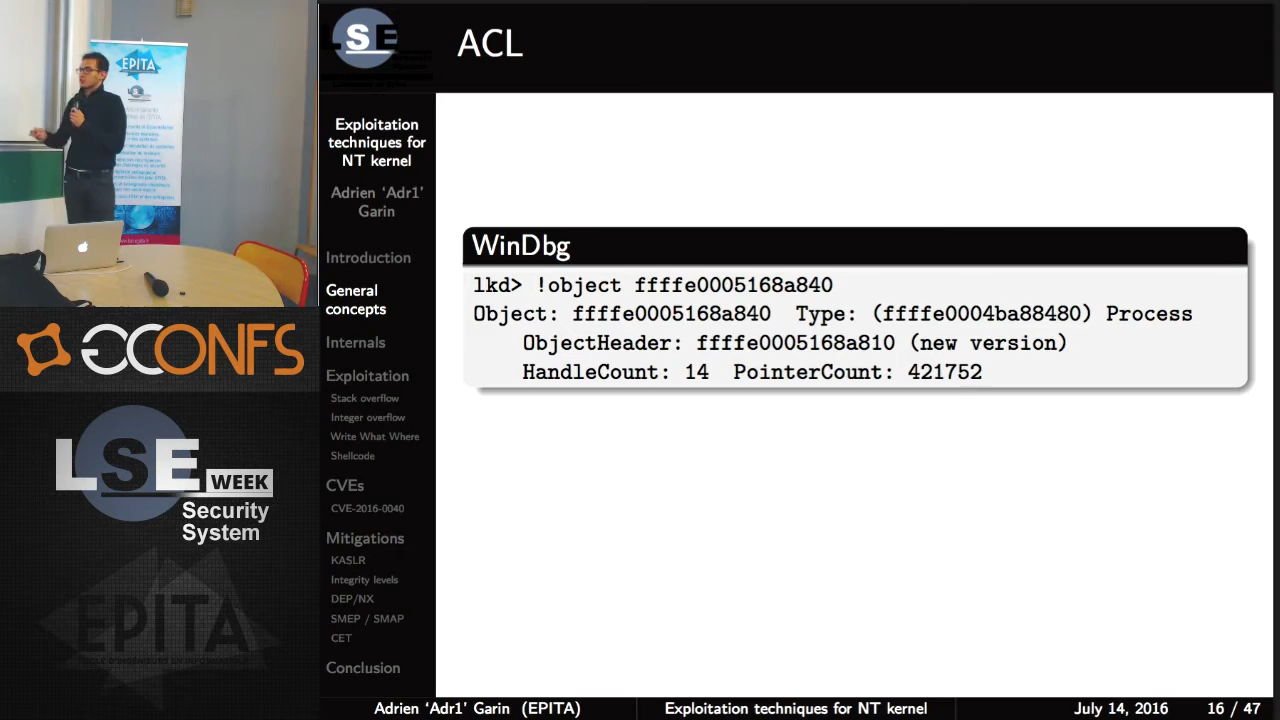 EPITA
LSE
ACL
Exploitation
techniques for
NT kernel
Adrien ‘Adr1’
Garin
Introduction
General
concepts
Internals
Exploitation
Stack overflow
Integer overflow
Write What Where
Shellcode
CVEs
CVE-2016-0040
Mitigations
KASLR
Integrity levels
DEP/NX
SMEP / SMAP
CET
Conclusion
WinDbg
lkd> !object ffffe0005168a840
Object: ffffe0005168a840 Type: (ffffe0004ba88480) Process
ObjectHeader: ffffe0005168a810 (new version)
HandleCount: 14 PointerCount: 421752
GCONFS
LSE WEEK
Security
System
EPITA
Adrien ‘Adr1’ Garin (EPITA) Exploitation techniques for NT kernel July 14, 2016 16 / 47